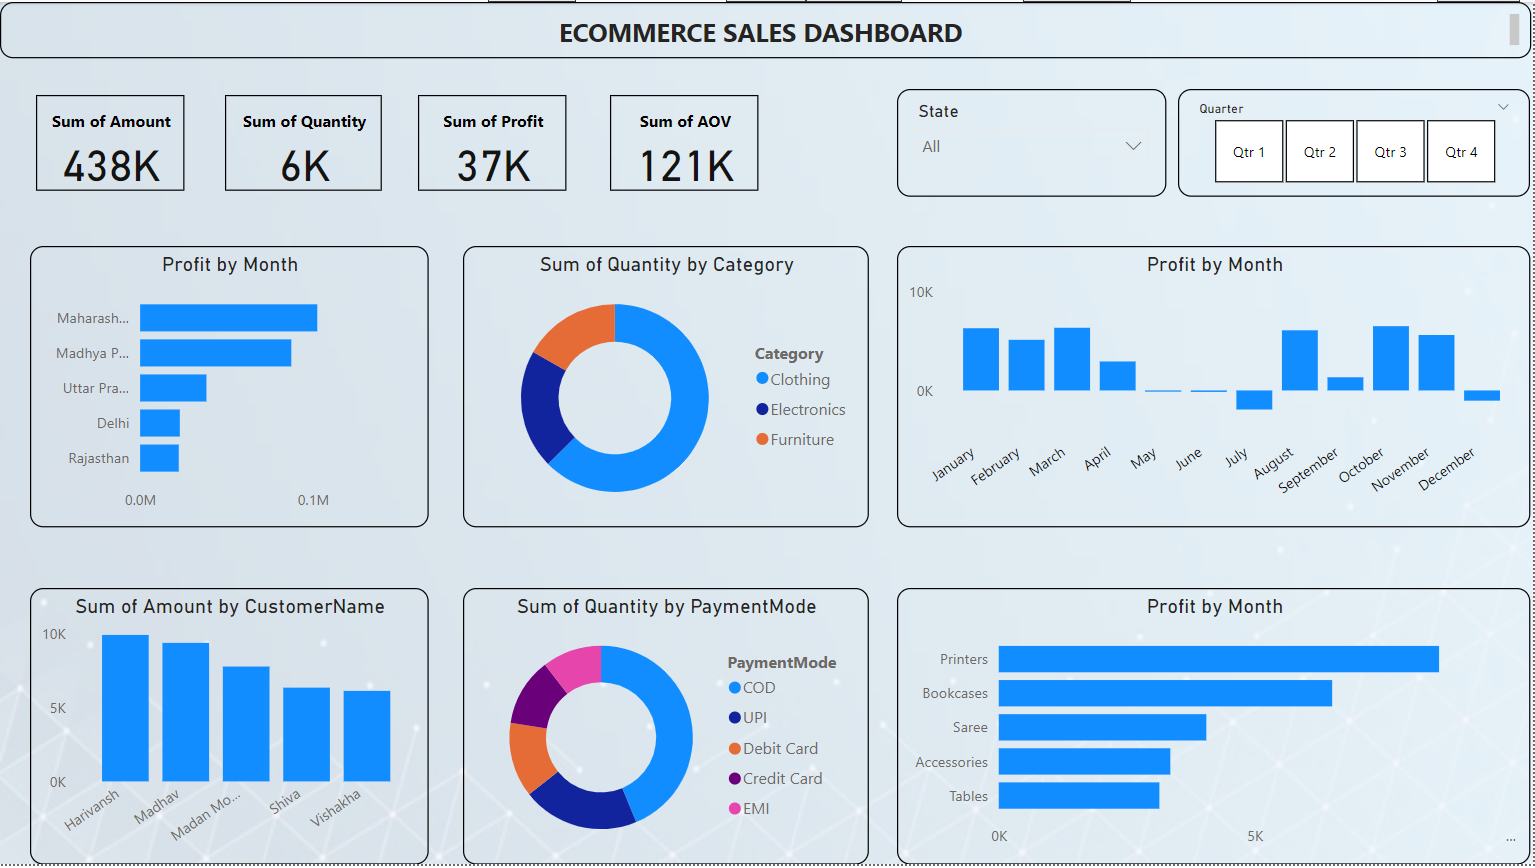 ECOMMERCE SALES DASHBOARD
Sum of Amount
438K
Sum of Quantity
6K
Sum of Profit
37K
Sum of AOV
121K
State
All
Quarter
Qtr 1
Qtr 2
Qtr 3
Qtr 4
Profit by Month
Maharash...
Madhya P...
Uttar Pra...
Delhi
Rajasthan
0.0M
0.1M
Sum of Quantity by Category
Category
Clothing
Electronics
Furniture
Profit by Month
10K
0K
January
February
March
April
May
June
July
August
September
October
November
December
Sum of Amount by CustomerName
10K
5K
0K
Harivansh
Madhav
Madan Mo...
Shiva
Vishakha
Sum of Quantity by PaymentMode
PaymentMode
COD
UPI
Debit Card
Credit Card
EMI
Profit by Month
Printers
Bookcases
Saree
Accessories
Tables
0K
5K
...